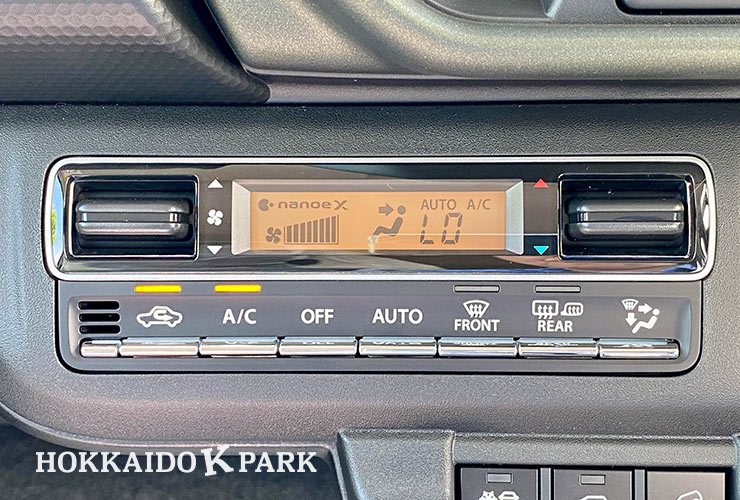 nanoe X
AUTO A/C
LO
A/C
OFF
AUTO
FRONT
REAR
HOKKAIDO K PARK